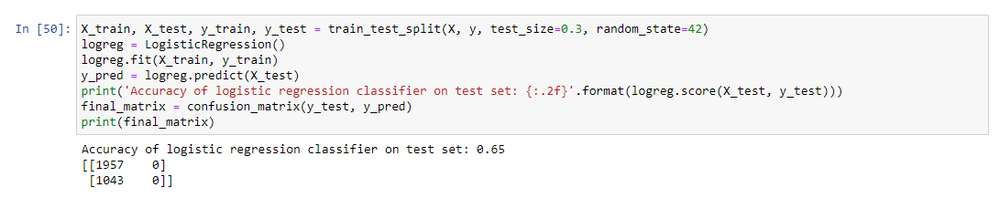 In [50]: X_train, X_test, y_train, y_test = train_test_split(X, y, test_size=0.3, random_state=42)
logreg = LogisticRegression()
logreg.fit(X_train, y_train)
y_pred = logreg.predict(X_test)
print('Accuracy of logistic regression classifier on test set: {:.2f}'.format(logreg.score(X_test, y_test)))
final_matrix = confusion_matrix(y_test, y_pred)
print(final_matrix)
Accuracy of logistic regression classifier on test set: 0.65
[[1957    0]
 [1043    0]]